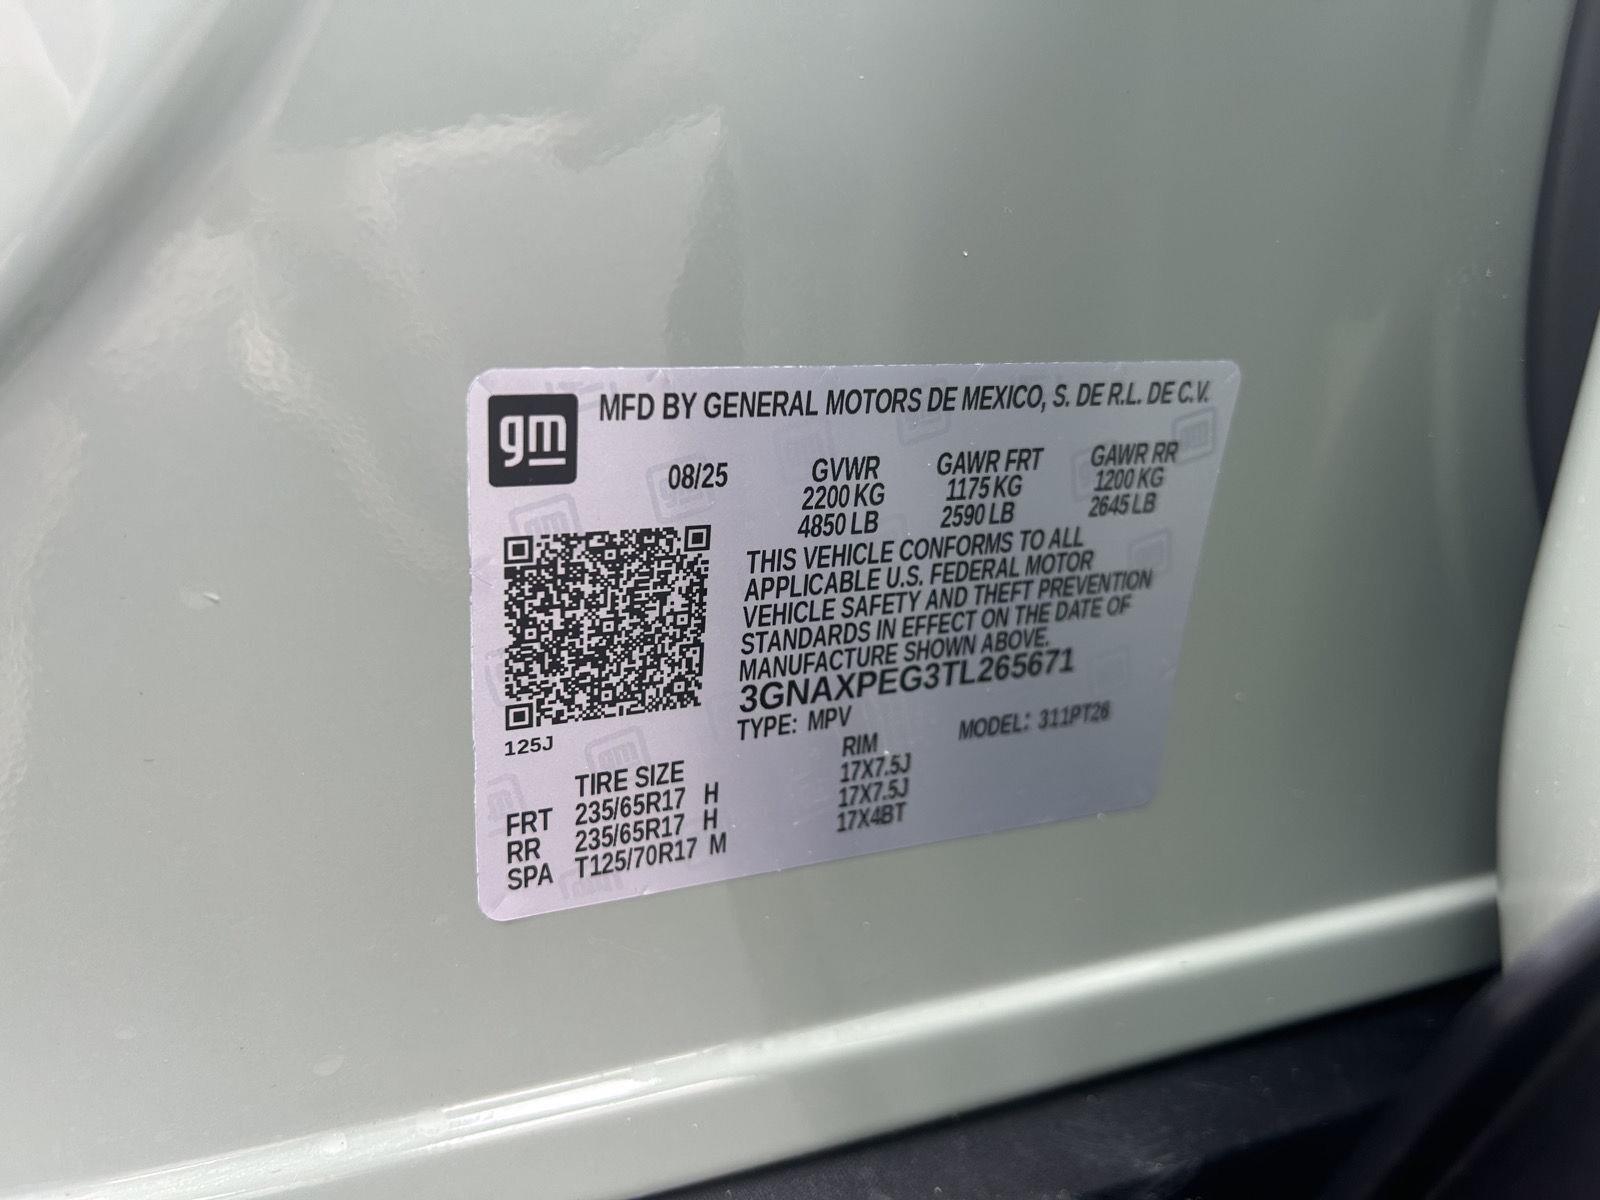 gm
MFD BY GENERAL MOTORS DE MEXICO, S. DE R.L. DE C.V.
08/25 GVWR GAWR FRT GAWR RR
2200 KG 1175 KG 1200 KG
4850 LB 2590 LB 2645 LB
THIS VEHICLE CONFORMS TO ALL
APPLICABLE U.S. FEDERAL MOTOR
VEHICLE SAFETY AND THEFT PREVENTION
STANDARDS IN EFFECT ON THE DATE OF
MANUFACTURE SHOWN ABOVE.
3GNAXPEG3TL265671
TYPE: MPV MODEL: 311PT26
125J
TIRE SIZE RIM
FRT 235/65R17 H 17X7.5J
RR 235/65R17 H 17X7.5J
SPA T125/70R17 M 17X4BT